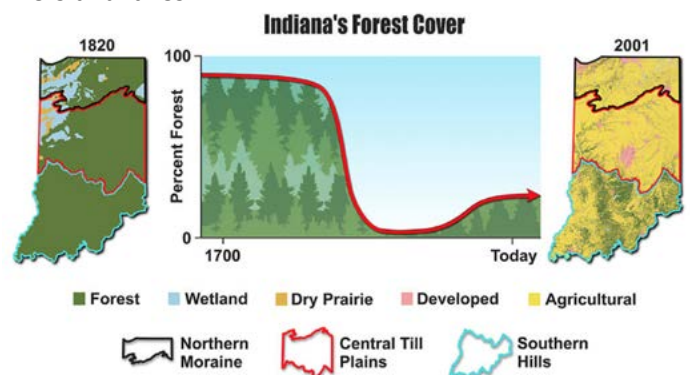 Indiana's Forest Cover
1820
2001
100
Percent Forest
0
1700
Today
Forest
Wetland
Dry Prairie
Developed
Agricultural
Northern
Moraine
Central Till
Plains
Southern
Hills